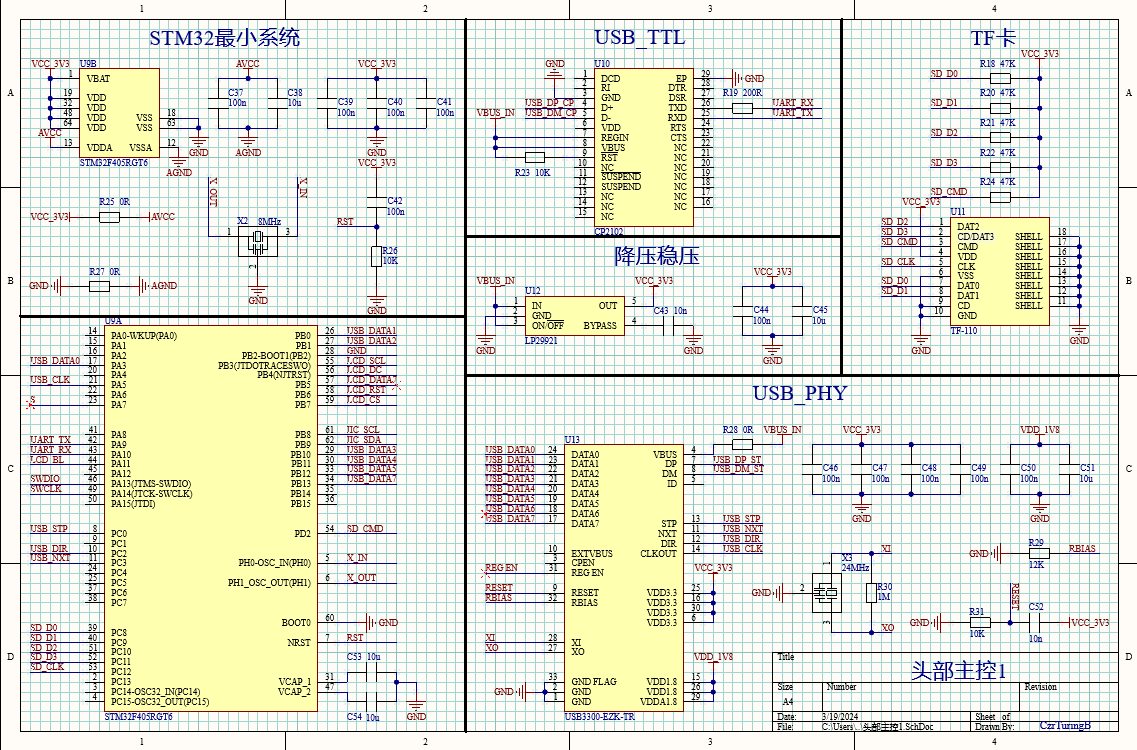 1 2 3 4
A
B
C
D
STM32最小系统
VCC_3V3 U9B
1 VBAT
19 VDD
32 VDD
48 VDD
64 VDD
13 VDDA
VSS 18
VSS 63
VSSA 12
AVCC
STM32F405RGT6
GND
AGND
AVCC
C37 100n
C38 10u
AGND
VCC_3V3
C39 100n
C40 100n
C41 100n
GND
VCC_3V3
C42 100n
RST
R26 10K
GND
R25 0R
VCC_3V3 AVCC
R27 0R
GND AGND
X_OUT
X_IN
X2 8MHz
1 3
2
GND
U9A
14 PA0-WKUP(PA0)
15 PA1
16 PA2
USB_DATA0 17 PA3
20 PA4
USB_CLK 21 PA5
22 PA6
S 23 PA7
41 PA8
UART_TX 42 PA9
UART_RX 43 PA10
LCD_BL 44 PA11
45 PA12
SWDIO 46 PA13(JTMS-SWDIO)
SWCLK 49 PA14(JTCK-SWCLK)
50 PA15(JTDI)
USB_STP 8 PC0
9 PC1
USB_DIR 10 PC2
USB_NXT 11 PC3
24 PC4
25 PC5
37 PC6
38 PC7
SD_D0 39 PC8
SD_D1 40 PC9
SD_D2 51 PC10
SD_D3 52 PC11
SD_CLK 53 PC12
2 PC13
3 PC14-OSC32_IN(PC14)
4 PC15-OSC32_OUT(PC15)
PB0 26 USB_DATA1
PB1 27 USB_DATA2
PB2-BOOT1(PB2) 28 GND
PB3(JTDOTRACESWO) 55 LCD_SCL
PB4(NJTRST) 56 LCD_DC
PB5 57 LCD_DATA
PB6 58 LCD_RST
PB7 59 LCD_CS
PB8 61 JIC_SCL
PB9 62 JIC_SDA
PB10 29 USB_DATA3
PB11 30 USB_DATA4
PB12 33 USB_DATA5
PB13 34 USB_DATA7
PB14 35
PB15 36
PD2 54 SD_CMD
PH0-OSC_IN(PH0) 5 X_IN
PH1_OSC_OUT(PH1) 6 X_OUT
BOOT0 60 GND
NRST 7 RST
VCAP_1 31
VCAP_2 47
C53 10u
C54 10u
GND
STM32F405RGT6
USB_TTL
GND
U10
1 DCD
2 RI
3 GND
USB_DP_CP 4 D+
USB_DM_CP 5 D-
VBUS_IN
6 VDD
7 REGIN
8 VBUS
9 RST
10 NC
11 SUSPEND
12 SUSPEND
13 NC
14 NC
15 NC
EP 29 GND
DTR 28
DSR 27
TXD 26 R19 200R UART_RX
RXD 25 UART_TX
RTS 24
CTS 23
NC 22
NC 21
NC 20
NC 19
NC 18
NC 17
NC 16
R23 10K
CP2102
降压稳压
VBUS_IN
U12
1 IN
2 GND
3 ON/OFF
OUT 5
BYPASS 4
LP29921
GND
VCC_3V3
C43 10n
GND
VCC_3V3
C44 100n
C45 10u
GND
TF卡
VCC_3V3
SD_D0 R18 47K
SD_D1 R20 47K
SD_D2 R21 47K
SD_D3 R22 47K
SD_CMD R24 47K
VCC_3V3 U11
SD_D2 1 DAT2
SD_D3 2 CD/DAT3
SD_CMD 3 CMD
4 VDD
SD_CLK 5 CLK
6 VSS
SD_D0 7 DAT0
SD_D1 8 DAT1
9 CD
10 GND
SHELL 18
SHELL 17
SHELL 16
SHELL 15
SHELL 14
SHELL 13
SHELL 12
SHELL 11
TF-110
GND
GND
USB_PHY
U13
USB_DATA0 24 DATA0
USB_DATA1 23 DATA1
USB_DATA2 22 DATA2
USB_DATA3 21 DATA3
USB_DATA4 20 DATA4
USB_DATA5 19 DATA5
USB_DATA6 18 DATA6
USB_DATA7 17 DATA7
10 EXTVBUS
3 CPEN
REG EN 31 REG EN
RESET 9 RESET
RBIAS 32 RBIAS
XI 28 XI
XO 27 XO
33 GND FLAG
GND 2 GND
1 GND
VBUS 4
DP 7 USB_DP_ST
DM 8 USB_DM_ST
ID 5
STP 13 USB_STP
NXT 11 USB_NXT
DIR 12 USB_DIR
CLKOUT 14 USB_CLK
VCC_3V3
VDD3.3 25
VDD3.3 16
VDD3.3 30
VDD3.3 6
VDD_1V8
VDD1.8 15
VDD1.8 26
VDDA1.8 29
USB3300-EZK-TR
R28 0R VBUS_IN
VCC_3V3
C46 100n
C47 100n
C48 100n
C49 100n
GND
VDD_1V8
C50 100n
C51 10u
GND
X3 24MHz
XI
1
GND 2
3
R30 1M
XO
GND R29 12K RBIAS
RESET
GND R31 10K C52 10n VCC_3V3
Title
头部主控1
Size Number Revision
A4
Date: 3/19/2024 Sheet of
File: C:\Users\..\头部主控1.SchDoc Drawn By: CzrTuringB
1 2 3 4